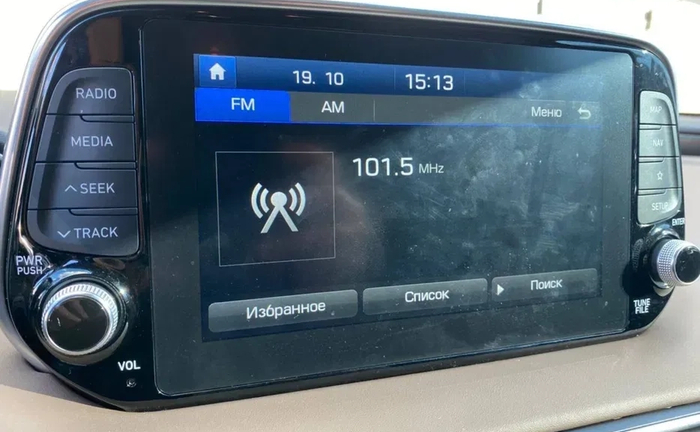 RADIO
MEDIA
SEEK
TRACK
PWR
PUSH
VOL
19. 10 15:13
FM AM Меню
101.5 MHz
Избранное Список Поиск
MAP
NAV
SETUP
ENTER
TUNE
FILE